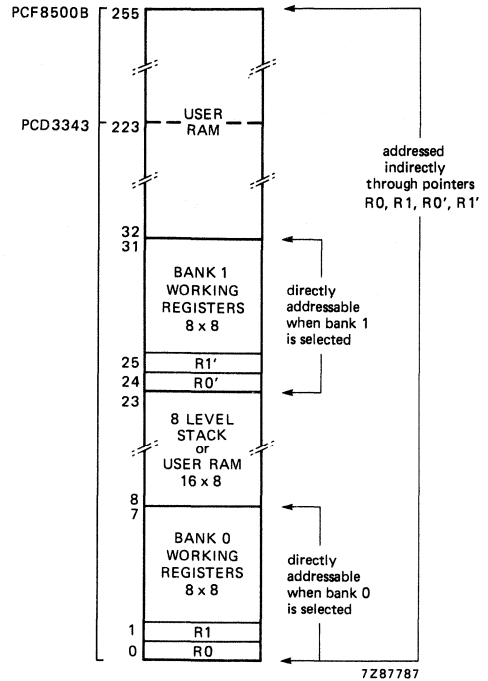 PCF8500B 255
PCD3343 223
USER
RAM
addressed
indirectly
through pointers
R0, R1, R0', R1'
32
31
BANK 1
WORKING
REGISTERS
8 x 8
directly
addressable
when bank 1
is selected
25 R1'
24 R0'
23
8 LEVEL
STACK
or
USER RAM
16 x 8
8
7
BANK 0
WORKING
REGISTERS
8 x 8
directly
addressable
when bank 0
is selected
1 R1
0 R0
7Z87787